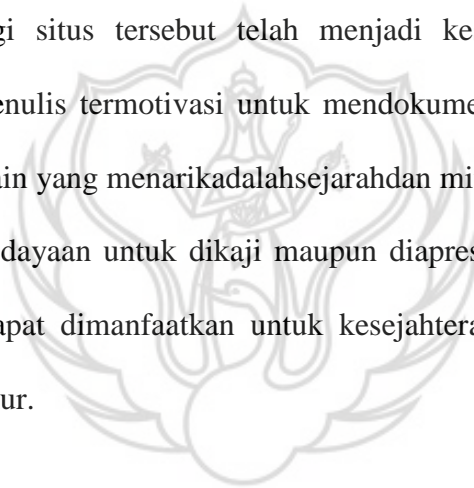 gi situs tersebut telah menjadi ke
enulis termotivasi untuk mendokume
ain yang menarikadalahsejarahdan mi
dayaan untuk dikaji maupun diapres
apat dimanfaatkan untuk kesejahtera
ur.